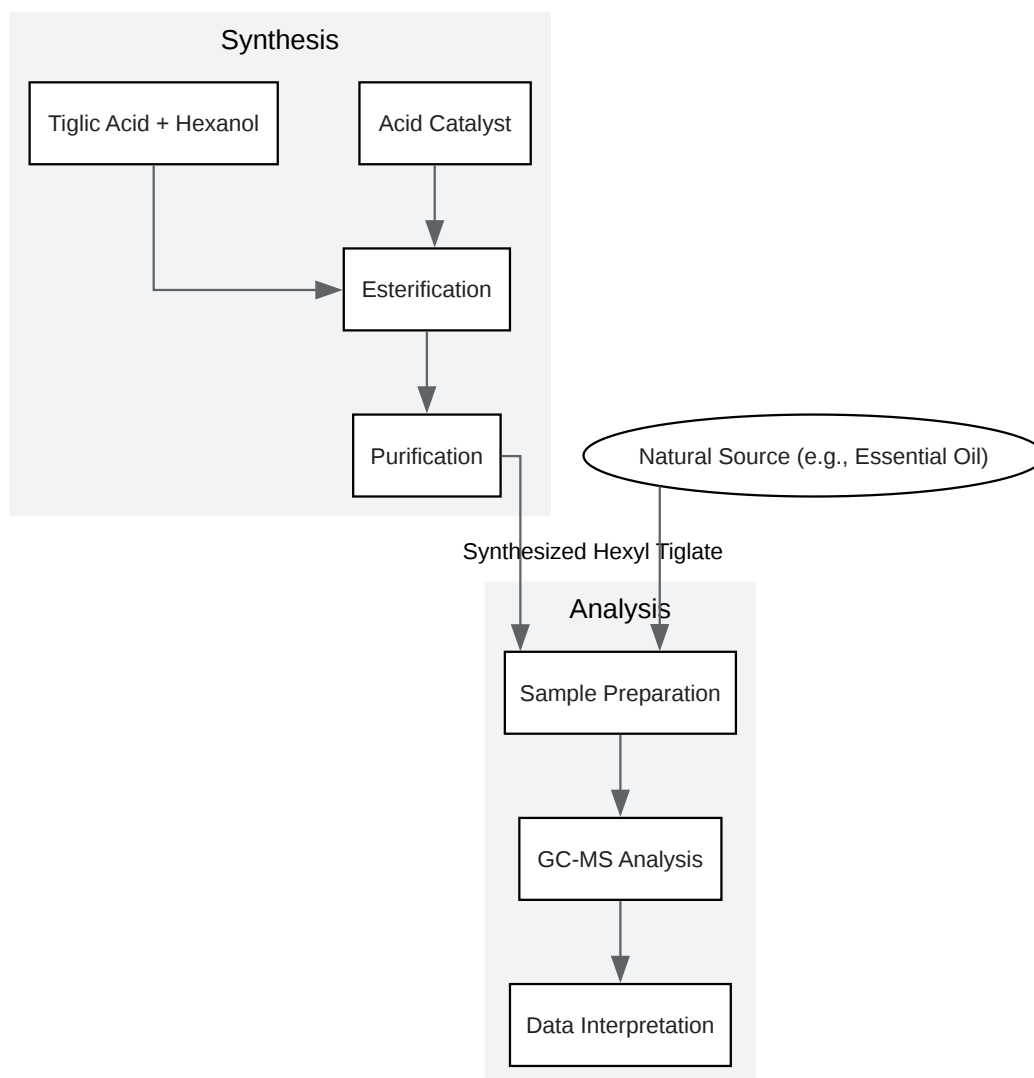 Synthesis
Tiglic Acid + Hexanol
Acid Catalyst
Esterification
Purification
Natural Source (e.g., Essential Oil)
Synthesized Hexyl Tiglate
Analysis
Sample Preparation
GC-MS Analysis
Data Interpretation